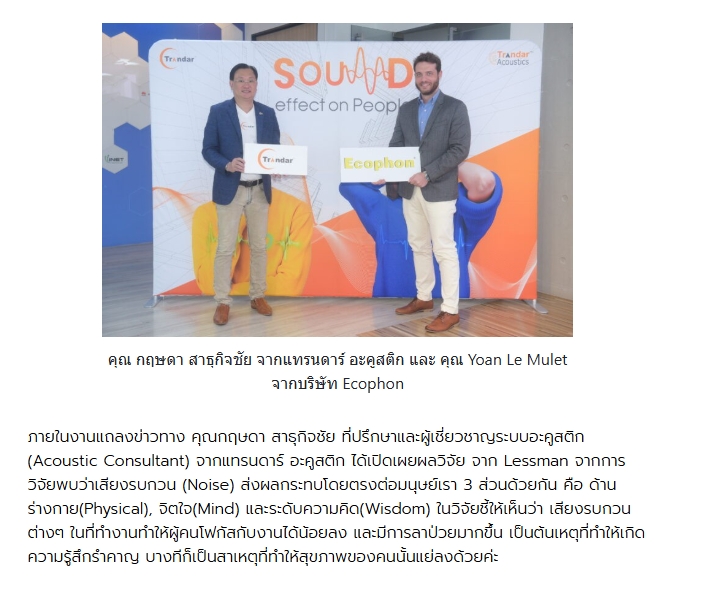 Trandar
SOUND
effect on People
Trandar
Acoustics
INET
Trandar
Ecophon
คุณ กฤษดา สาธุกิจชัย จากแทรนดาร์ อะคูสติก และ คุณ Yoan Le Mulet
จากบริษัท Ecophon
ภายในงานแถลงข่าวทาง คุณกฤษดา สาธุกิจชัย ที่ปรึกษาและผู้เชี่ยวชาญระบบอะคูสติก
(Acoustic Consultant) จากแทรนดาร์ อะคูสติก ได้เปิดเผยผลวิจัย จาก Lessman จากการ
วิจัยพบว่าเสียงรบกวน (Noise) ส่งผลกระทบโดยตรงต่อมนุษย์เรา 3 ส่วนด้วยกัน คือ ด้าน
ร่างกาย(Physical), จิตใจ(Mind) และระดับความคิด(Wisdom) ในวิจัยชี้ให้เห็นว่า เสียงรบกวน
ต่างๆ ในที่ทำงานทำให้ผู้คนโฟกัสกับงานได้น้อยลง และมีการลาป่วยมากขึ้น เป็นต้นเหตุที่ทำให้เกิด
ความรู้สึกรำคาญ บางทีก็เป็นสาเหตุที่ทำให้สุขภาพของคนนั้นแย่ลงด้วยค่ะ